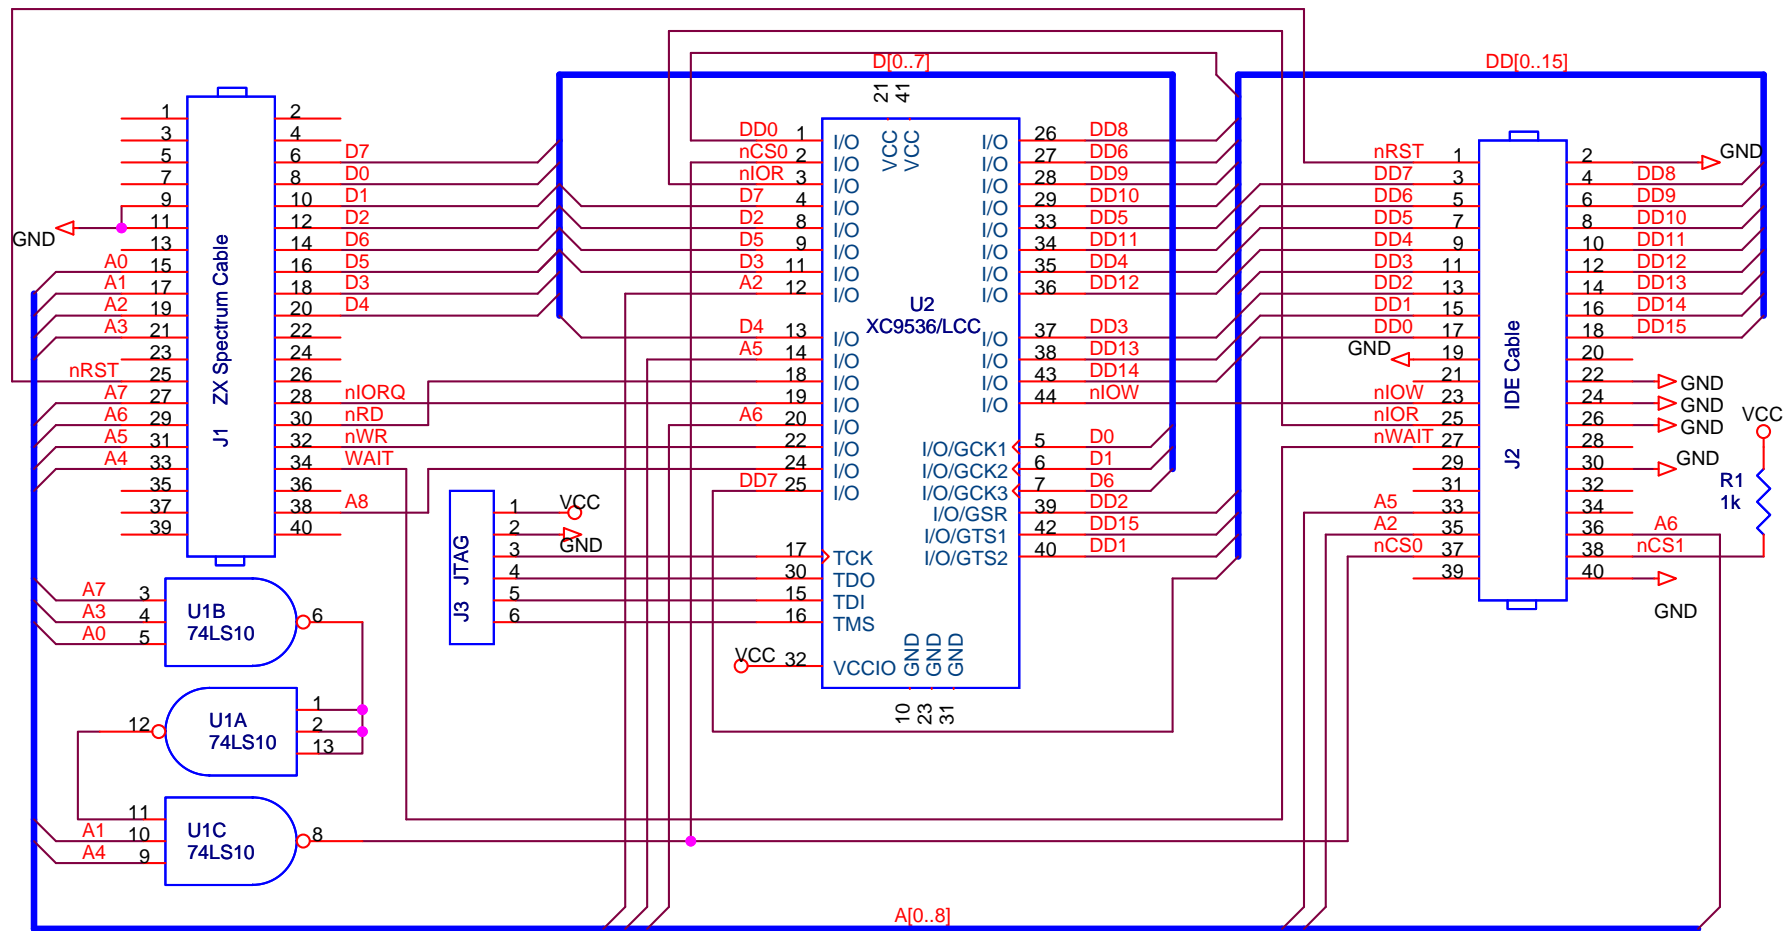 D[0..7]
DD[0..15]
1 2
3 4
5 6 D7
7 8 D0
9 10 D1
GND 11 12 D2
13 14 D6
A0 15 16 D5
A1 17 18 D3
A2 19 20 D4
A3 21 22
23 24
nRST 25 26
A7 27 28 nIORQ
A6 29 30 nRD
A5 31 32 nWR
A4 33 34 WAIT
35 36
37 38 A8
39 40
J1 ZX Spectrum Cable
21 41
VCC VCC
DD0 1 I/O I/O 26 DD8
nCS0 2 I/O I/O 27 DD6
nIOR 3 I/O I/O 28 DD9
D7 4 I/O I/O 29 DD10
D2 8 I/O I/O 33 DD5
D5 9 I/O I/O 34 DD11
D3 11 I/O I/O 35 DD4
A2 12 I/O I/O 36 DD12
U2
XC9536/LCC
D4 13 I/O I/O 37 DD3
A5 14 I/O I/O 38 DD13
18 I/O I/O 43 DD14
19 I/O I/O 44 nIOW
A6 20 I/O
22 I/O I/O/GCK1 5 D0
24 I/O I/O/GCK2 6 D1
DD7 25 I/O I/O/GCK3 7 D6
I/O/GSR 39 DD2
I/O/GTS1 42 DD15
I/O/GTS2 40 DD1
17 TCK
30 TDO
15 TDI
16 TMS
VCC 32 VCCIO
GND GND GND
10 23 31
J3 JTAG
1 VCC
2 GND
3
4
5
6
nRST 1 2 GND
DD7 3 4 DD8
DD6 5 6 DD9
DD5 7 8 DD10
DD4 9 10 DD11
DD3 11 12 DD12
DD2 13 14 DD13
DD1 15 16 DD14
DD0 17 18 DD15
GND 19 20
21 22 GND
nIOW 23 24 GND
nIOR 25 26 GND
nWAIT 27 28
29 30 GND
31 32
A5 33 34
A2 35 36 A6
nCS0 37 38 nCS1
39 40
GND
J2 IDE Cable
VCC
R1
1k
A7 3
A3 4
A0 5
U1B
74LS10
6
12
U1A
74LS10
1
2
13
11
A1 10
A4 9
U1C
74LS10
8
A[0..8]